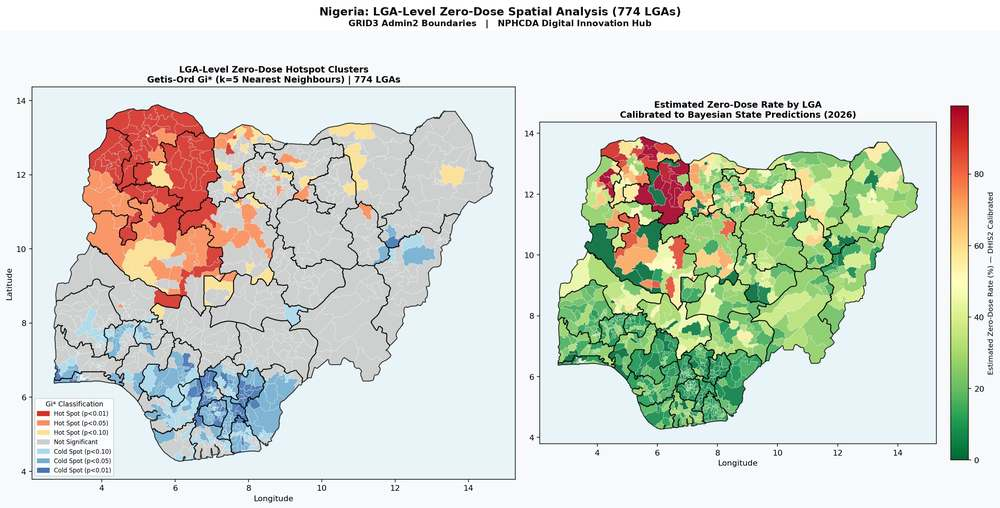 Nigeria: LGA-Level Zero-Dose Spatial Analysis (774 LGAs)
GRID3 Admin2 Boundaries | NPHCDA Digital Innovation Hub
LGA-Level Zero-Dose Hotspot Clusters
Getis-Ord Gi* (k=5 Nearest Neighbours) | 774 LGAs
14
12
10
8
6
4
Latitude
4
6
8
10
12
14
Longitude
Gi* Classification
Hot Spot (p<0.01)
Hot Spot (p<0.05)
Hot Spot (p<0.10)
Not Significant
Cold Spot (p<0.10)
Cold Spot (p<0.05)
Cold Spot (p<0.01)
Estimated Zero-Dose Rate by LGA
Calibrated to Bayesian State Predictions (2026)
14
12
10
8
6
4
4
6
8
10
12
14
Longitude
80
60
40
20
0
Estimated Zero-Dose Rate (%) — DHIS2 Calibrated